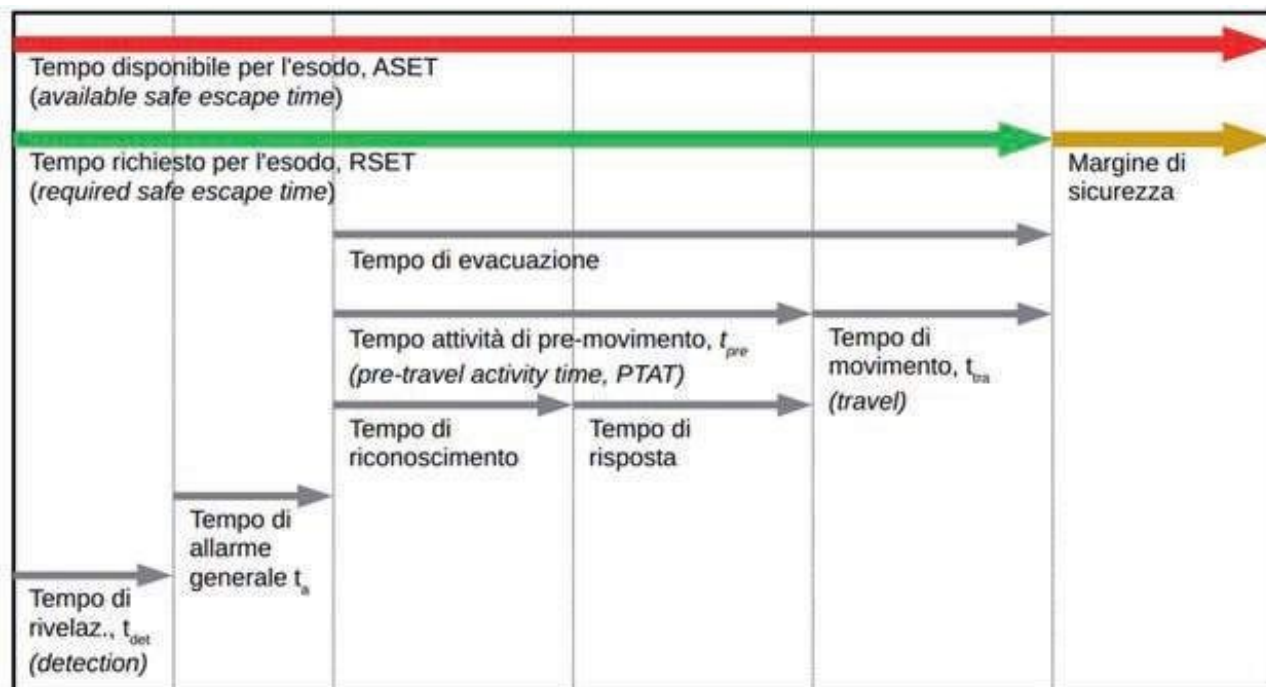 Tempo disponibile per l'esodo, ASET
(available safe escape time)
Tempo richiesto per l'esodo, RSET
(required safe escape time)
Margine di
sicurezza
Tempo di evacuazione
Tempo attività di pre-movimento, tpre
(pre-travel activity time, PTAT)
Tempo di
movimento, ttra
(travel)
Tempo di
riconoscimento
Tempo di
risposta
Tempo di
allarme
generale ta
Tempo di
rivelaz., tdet
(detection)